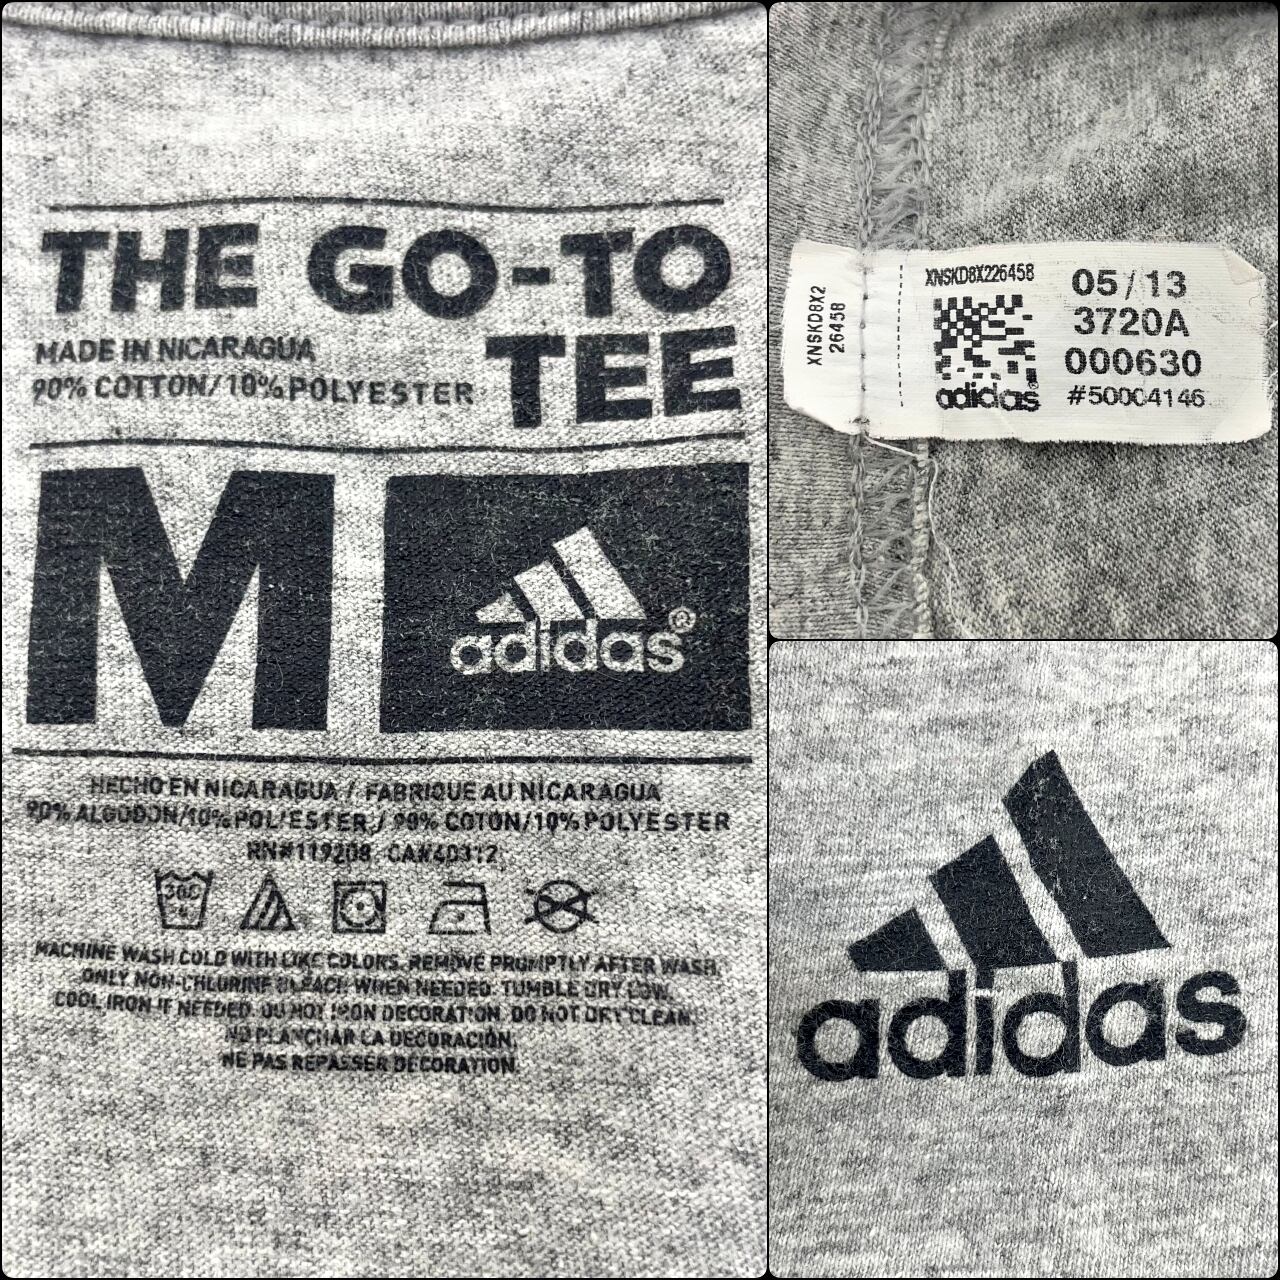 THE GO-TO
TEE
MADE IN NICARAGUA
90% COTTON/10% POLYESTER
M
adidas®
HECHO EN NICARAGUA / FABRIQUE AU NICARAGUA
90% ALGODON/10% POLYESTER / 90% COTON/10% POLYESTER
RN#119208 CA#40312
30C
MACHINE WASH COLD WITH LIKE COLORS. REMOVE PROMPTLY AFTER WASH.
ONLY NON-CHLORINE BLEACH WHEN NEEDED. TUMBLE DRY LOW.
COOL IRON IF NEEDED. DO NOT IRON DECORATION. DO NOT DRY CLEAN.
NO PLANCHAR LA DECORACIÓN.
NE PAS REPASSER DECORATION.
XNSKD8X2
26458
XNSKD8X226458
adidas®
05/13
3720A
000630
#50004146
adidas